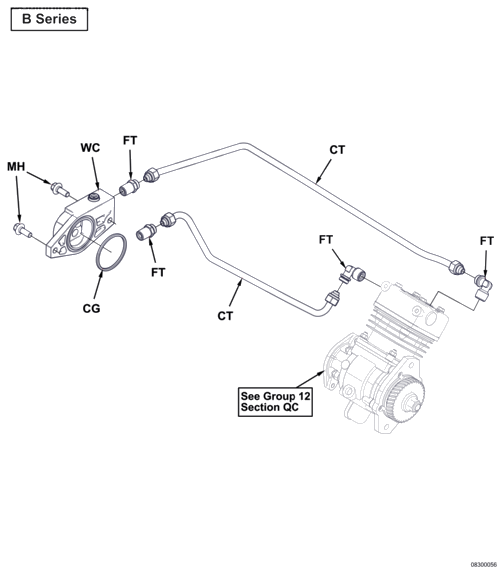 B Series
FT
WC
CT
MH
FT
FT
FT
CG
CT
See Group 12
Section QC
08300056